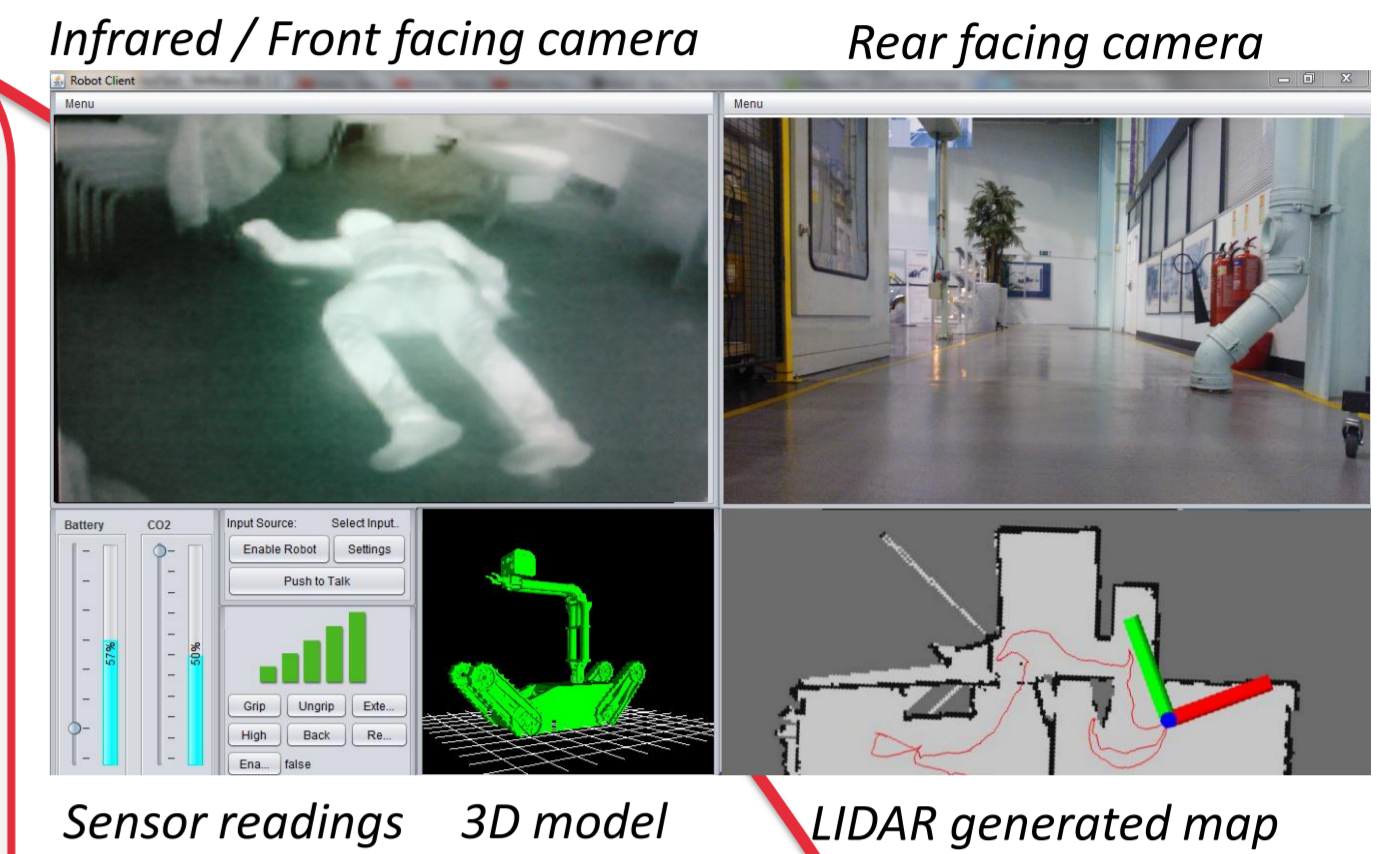 Infrared / Front facing camera
Rear facing camera
Robot Client
Menu
Menu
Battery
CO2
57%
50%
Input Source:
Select Input..
Enable Robot
Settings
Push to Talk
Grip
Ungrip
Exte...
High
Back
Re...
Ena...
false
Sensor readings
3D model
LIDAR generated map